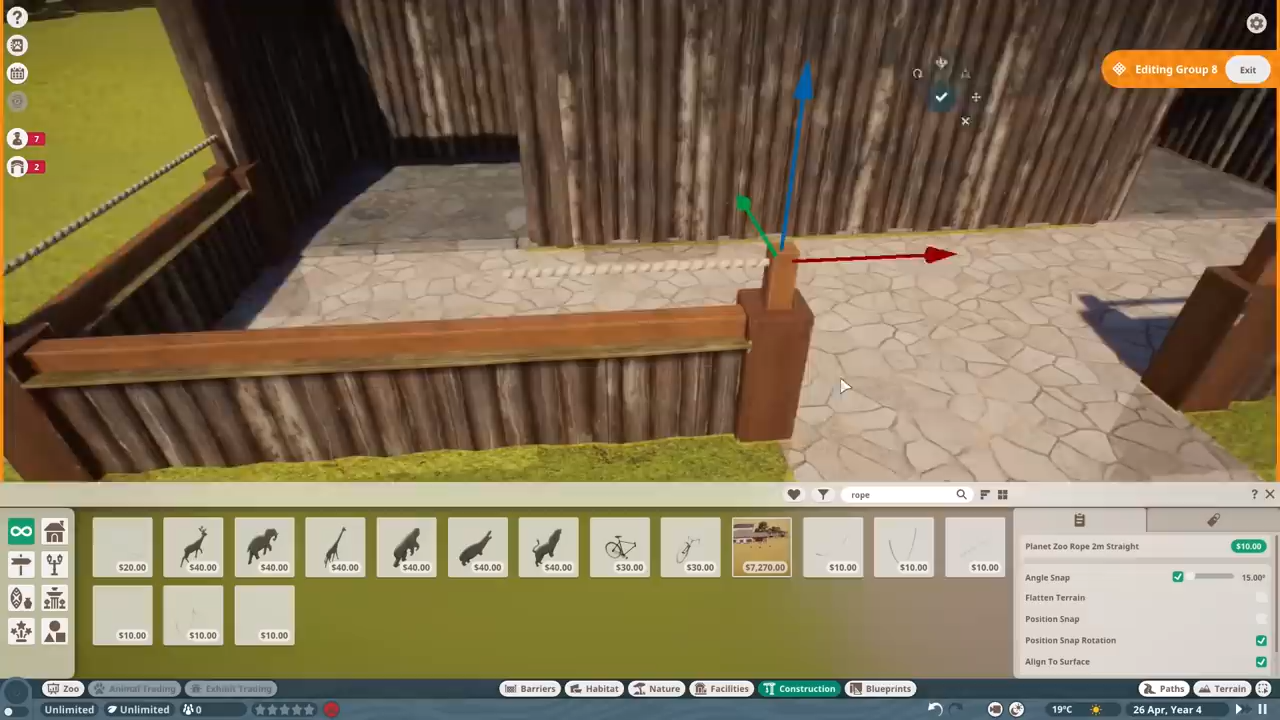 ?
Editing Group 8
Exit
7
2
rope
?
$20.00
$40.00
$40.00
$40.00
$40.00
$40.00
$40.00
$30.00
$30.00
$7,270.00
$10.00
$10.00
$10.00
$10.00
$10.00
$10.00
Planet Zoo Rope 2m Straight
$10.00
Angle Snap
15.00°
Flatten Terrain
Position Snap
Position Snap Rotation
Align To Surface
Zoo
Animal Trading
Exhibit Trading
Barriers
Habitat
Nature
Facilities
Construction
Blueprints
Paths
Terrain
Unlimited
Unlimited
0
19°C
26 Apr, Year 4